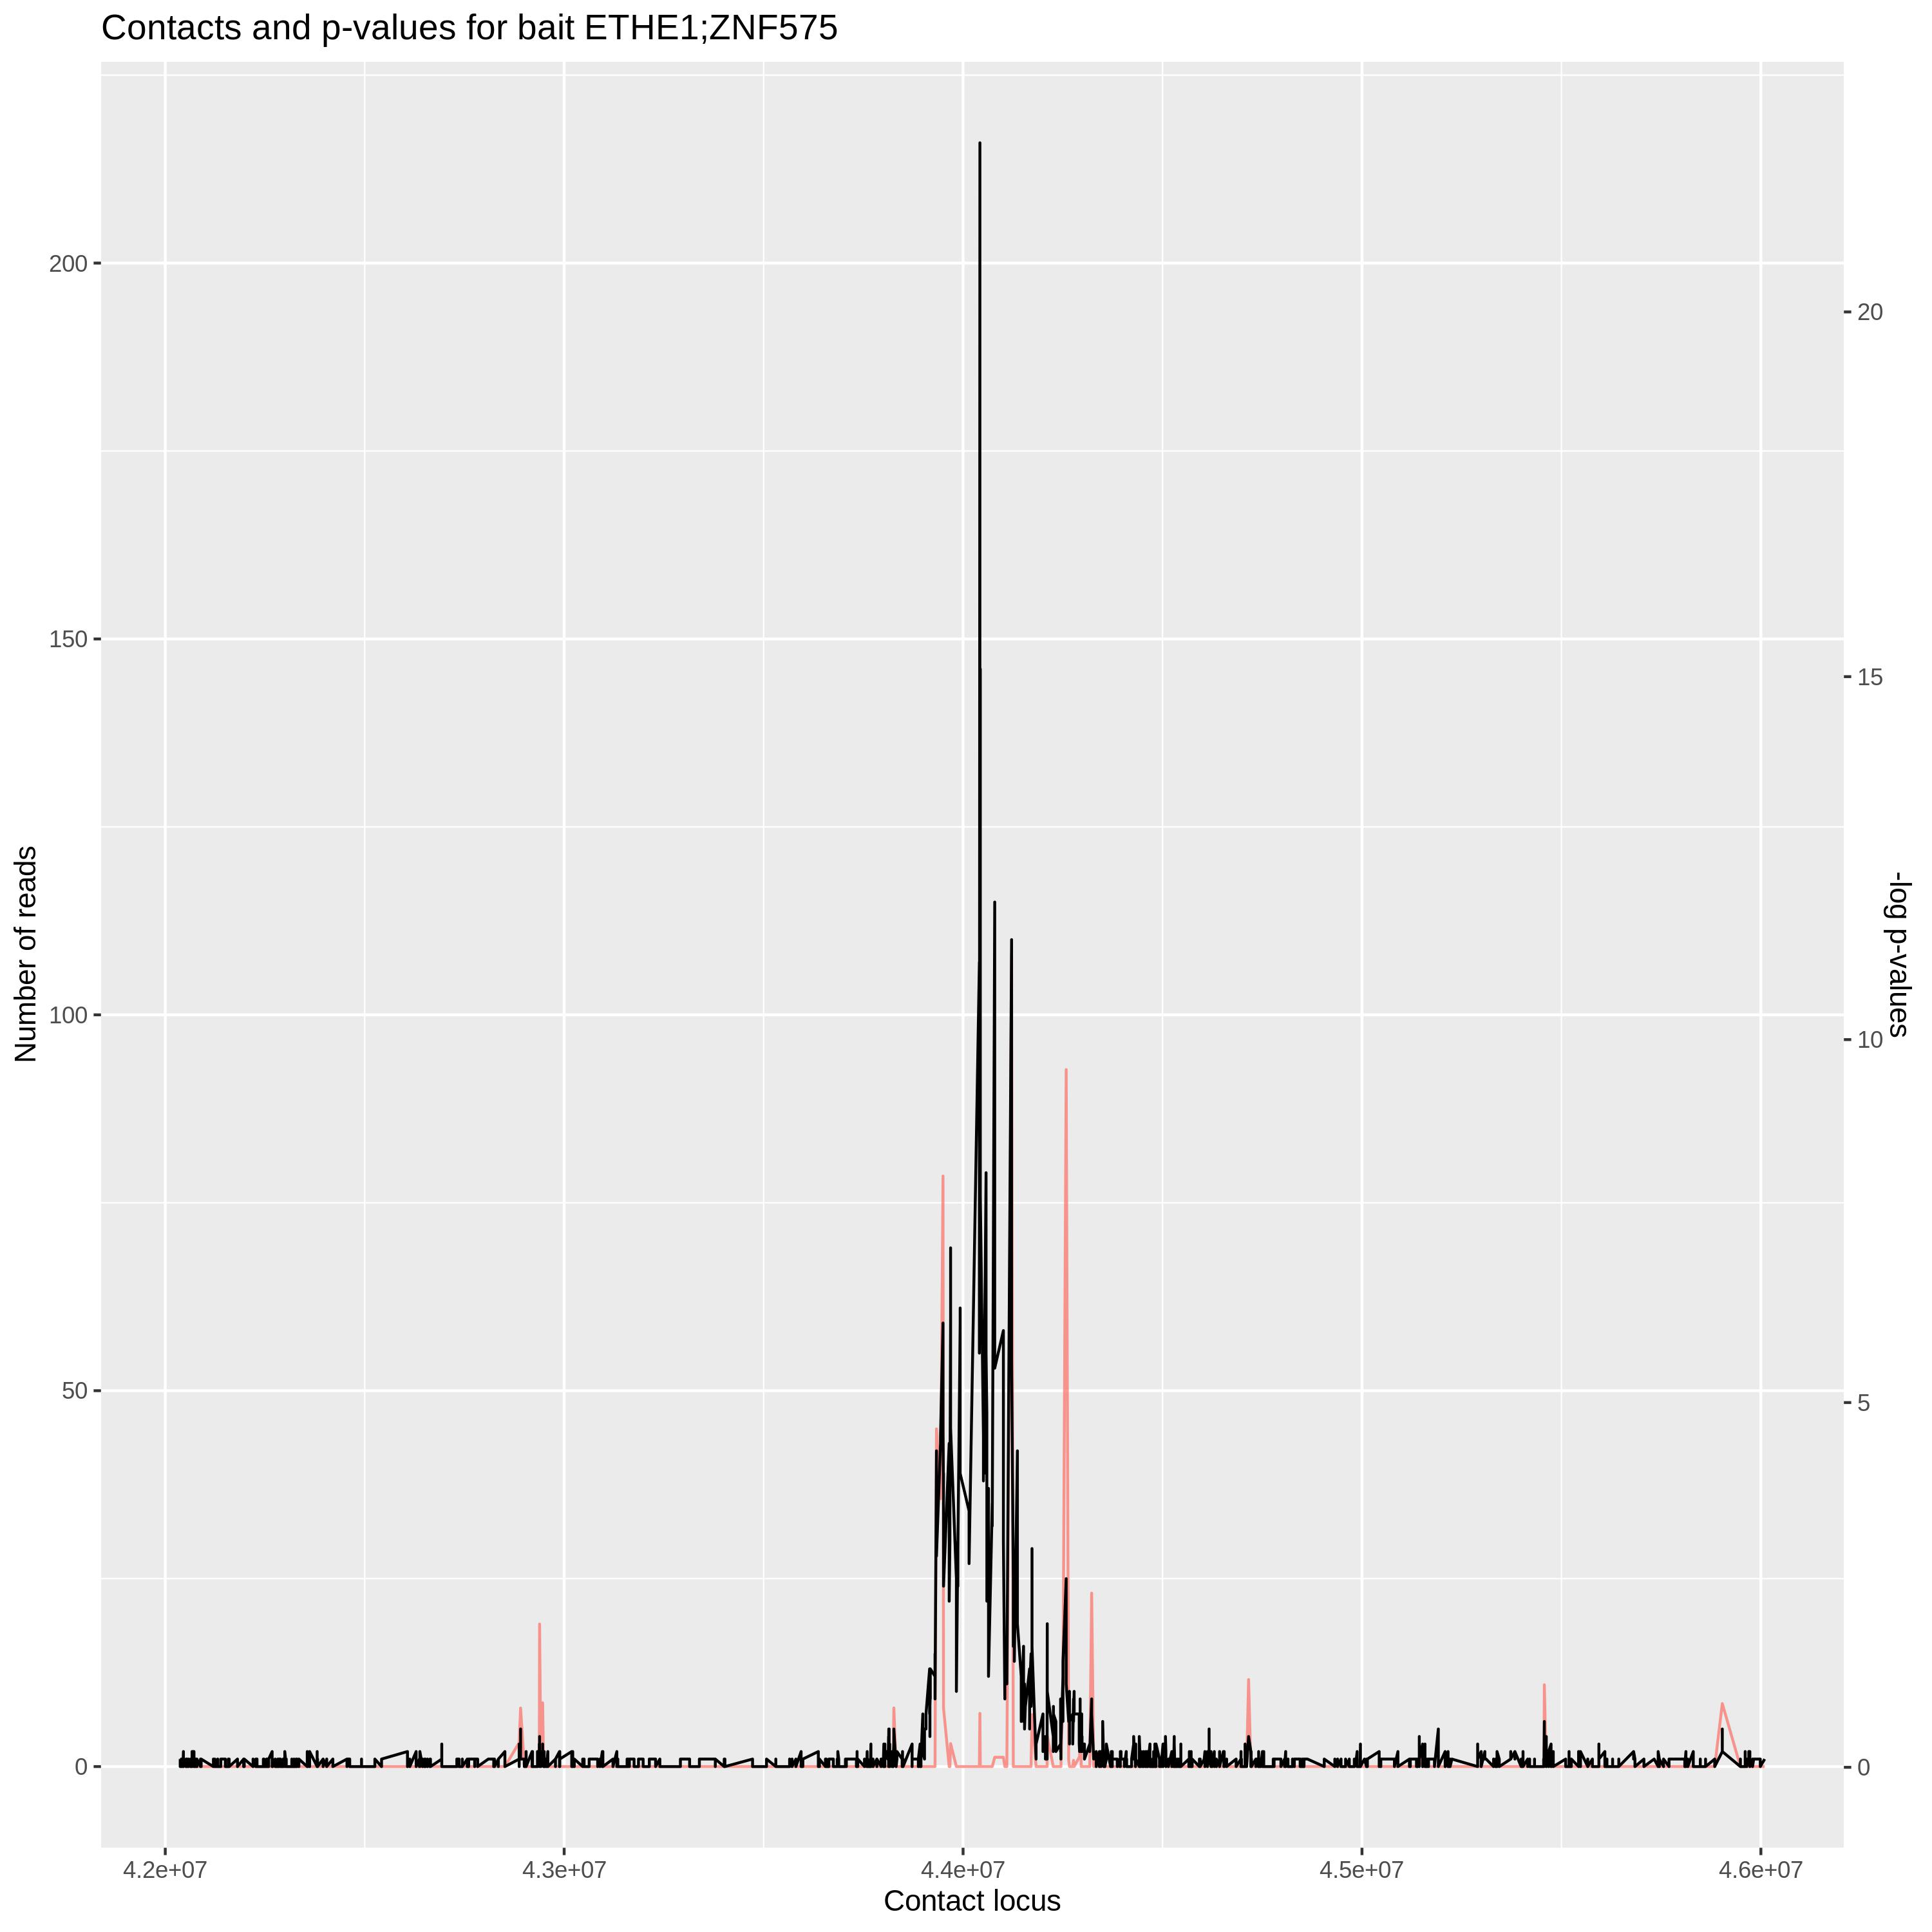 Contacts and p-values for bait ETHE1;ZNF575
Number of reads
200
150
100
50
0
20
15
10
5
0
-log p-values
4.2e+07
4.3e+07
4.4e+07
4.5e+07
4.6e+07
Contact locus